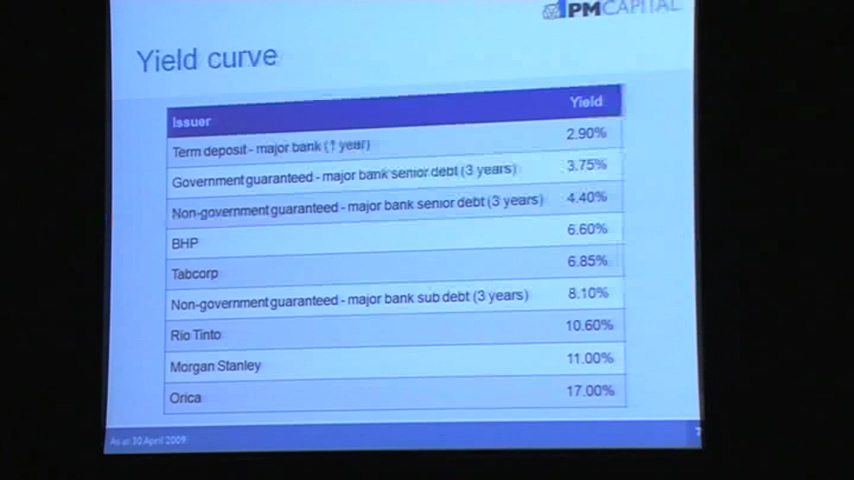 PMCAPITAL
Yield curve
Issuer Yield
Term deposit - major bank (1 year) 2.90%
Government guaranteed - major bank senior debt (3 years) 3.75%
Non-government guaranteed - major bank senior debt (3 years) 4.40%
BHP 6.60%
Tabcorp 6.85%
Non-government guaranteed - major bank sub debt (3 years) 8.10%
Rio Tinto 10.60%
Morgan Stanley 11.00%
Orica 17.00%
As at 30 April 2009
7